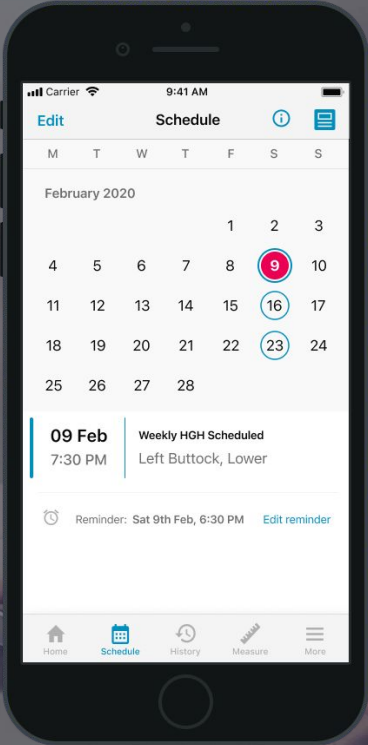 Carrier 9:41 AM
Edit Schedule
M T W T F S S
February 2020
1 2 3
4 5 6 7 8 9 10
11 12 13 14 15 16 17
18 19 20 21 22 23 24
25 26 27 28
09 Feb Weekly HGH Scheduled
7:30 PM Left Buttock, Lower
Reminder: Sat 9th Feb, 6:30 PM Edit reminder
Home Schedule History Measure More